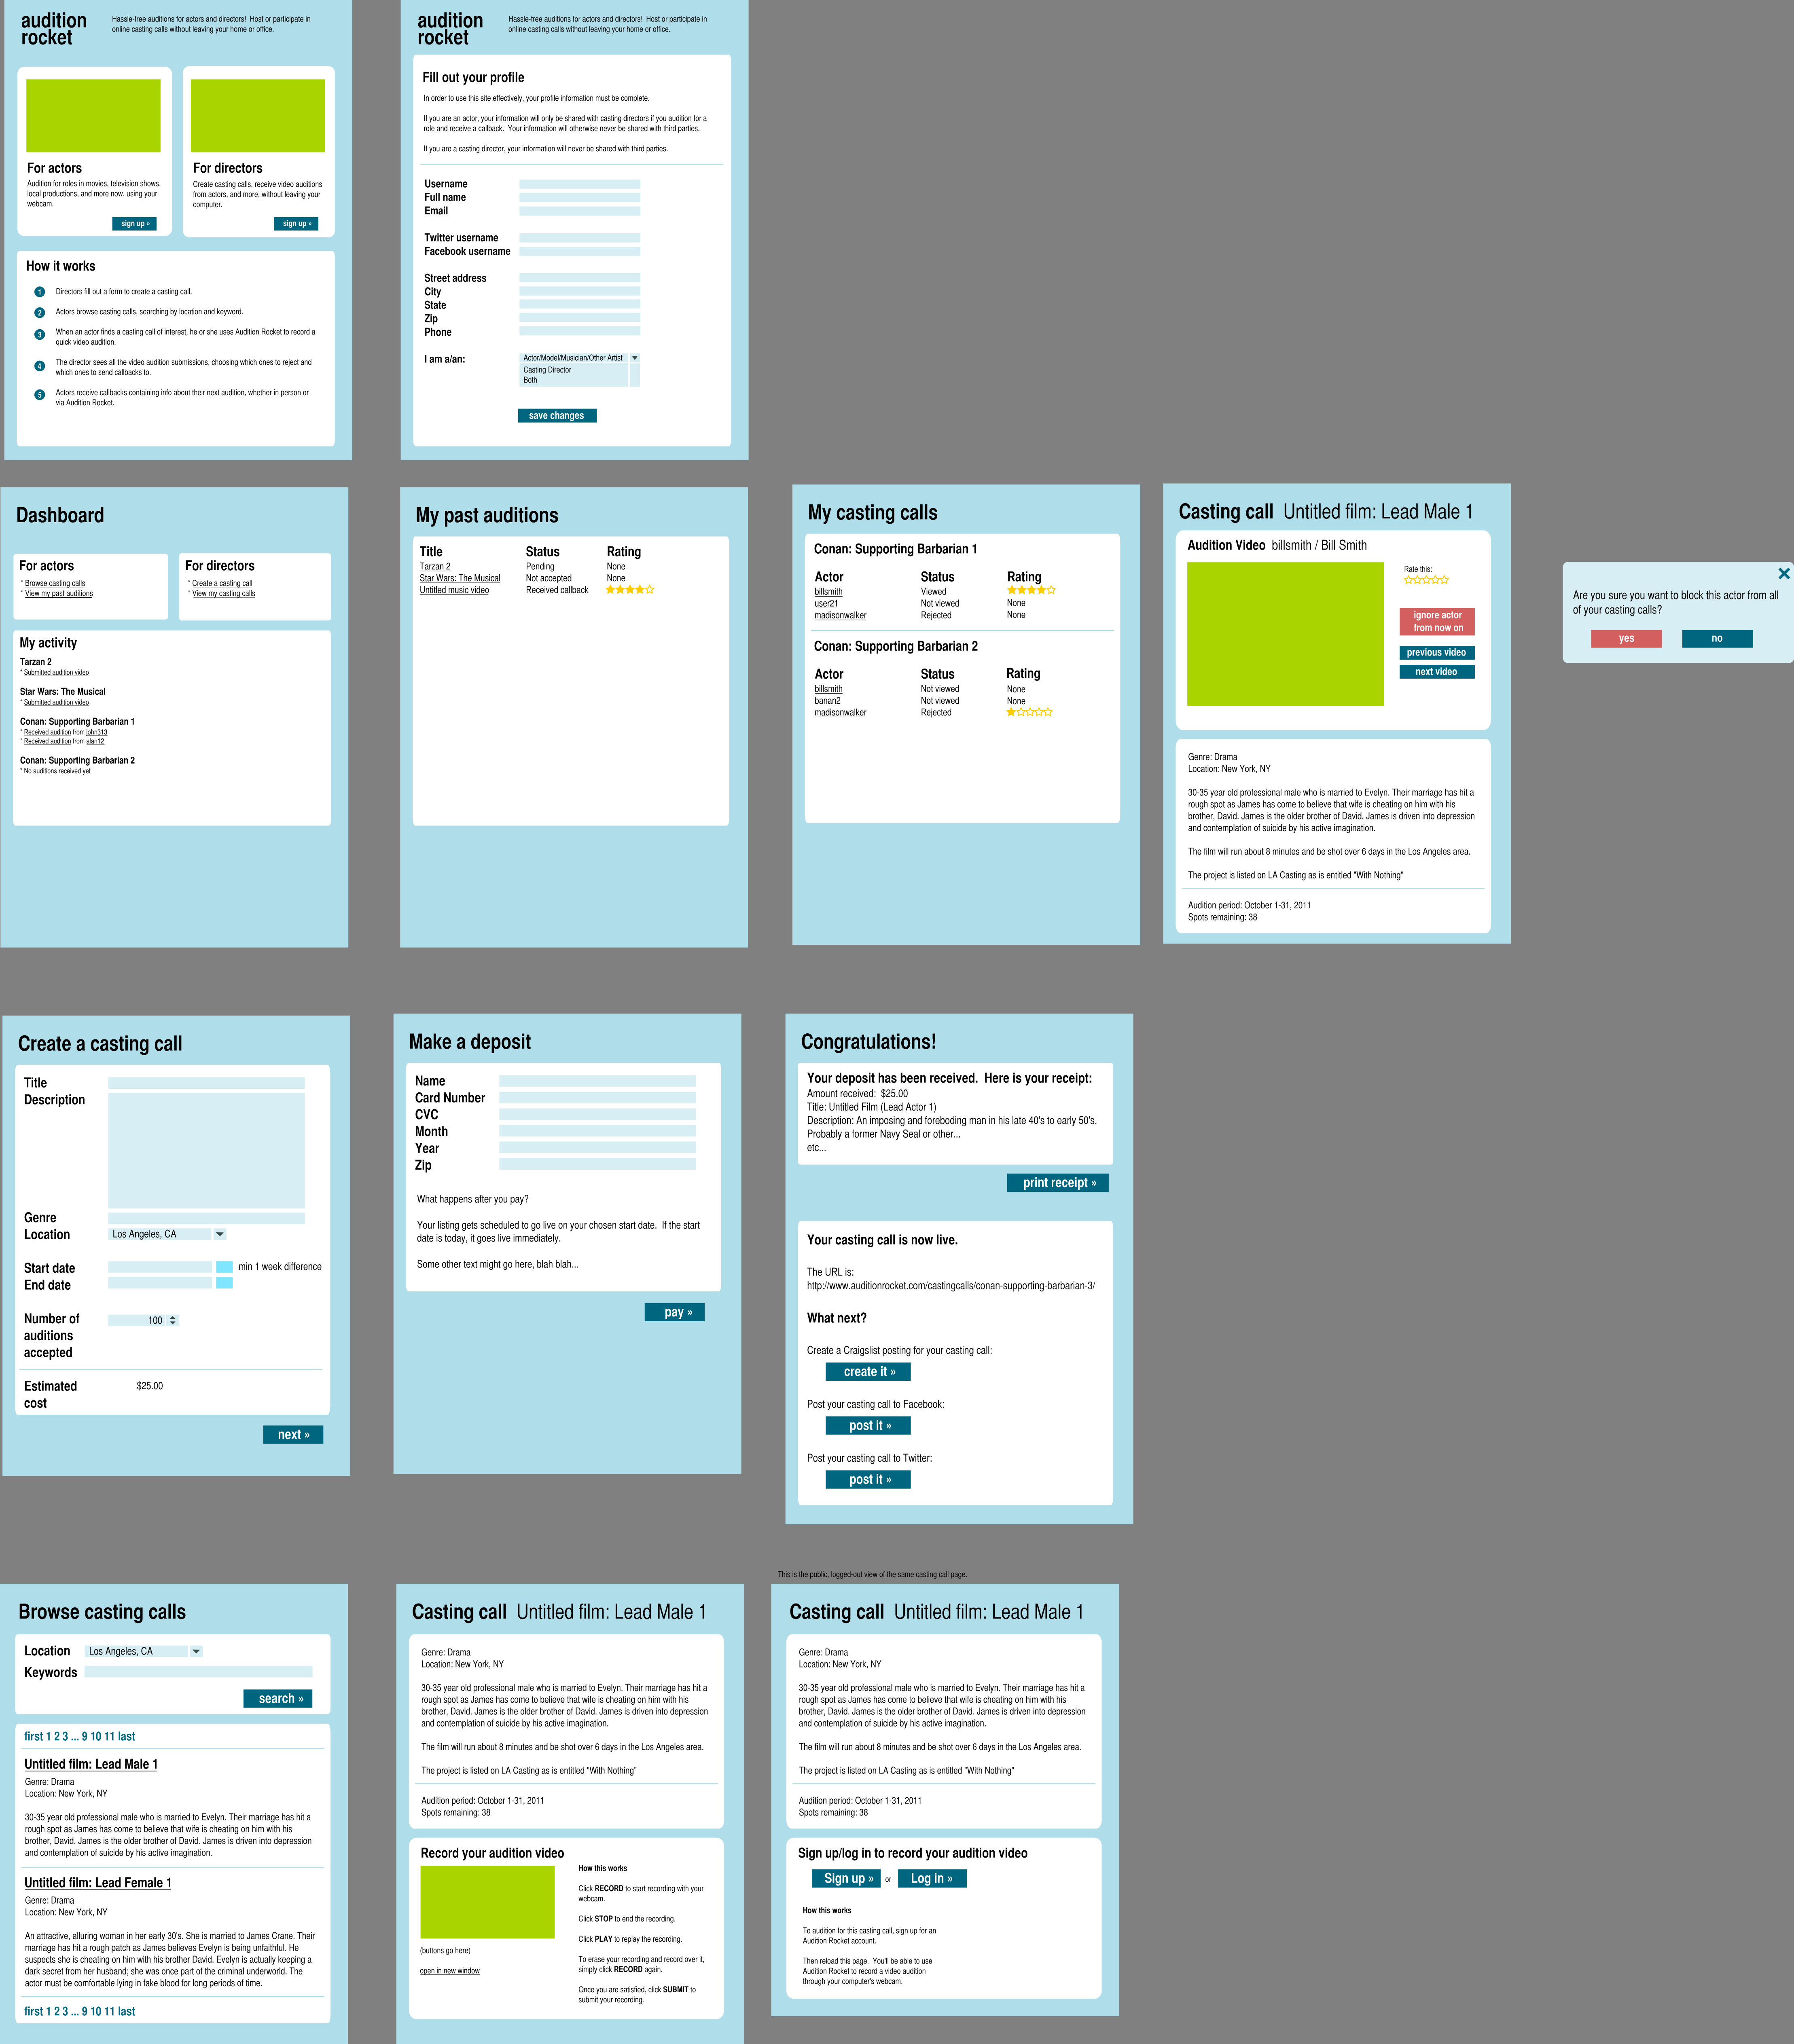 audition
rocket
Hassle-free auditions for actors and directors!  Host or participate in
online casting calls without leaving your home or office.
For actors
Audition for roles in movies, television shows,
local productions, and more now, using your
webcam.
sign up »
For directors
Create casting calls, receive video auditions
from actors, and more, without leaving your
computer.
sign up »
How it works
1 Directors fill out a form to create a casting call.
2 Actors browse casting calls, searching by location and keyword.
3 When an actor finds a casting call of interest, he or she uses Audition Rocket to record a
quick video audition.
4 The director sees all the video audition submissions, choosing which ones to reject and
which ones to send callbacks to.
5 Actors receive callbacks containing info about their next audition, whether in person or
via Audition Rocket.
audition
rocket
Hassle-free auditions for actors and directors!  Host or participate in
online casting calls without leaving your home or office.
Fill out your profile
In order to use this site effectively, your profile information must be complete.
If you are an actor, your information will only be shared with casting directors if you audition for a
role and receive a callback.  Your information will otherwise never be shared with third parties.
If you are a casting director, your information will never be shared with third parties.
Username
Full name
Email
Twitter username
Facebook username
Street address
City
State
Zip
Phone
I am a/an:
Actor/Model/Musician/Other Artist
Casting Director
Both
save changes
Dashboard
For actors
* Browse casting calls
* View my past auditions
For directors
* Create a casting call
* View my casting calls
My activity
Tarzan 2
* Submitted audition video
Star Wars: The Musical
* Submitted audition video
Conan: Supporting Barbarian 1
* Received audition from john313
* Received audition from alan12
Conan: Supporting Barbarian 2
* No auditions received yet
My past auditions
Title Status Rating
Tarzan 2 Pending None
Star Wars: The Musical Not accepted None
Untitled music video Received callback
My casting calls
Conan: Supporting Barbarian 1
Actor Status Rating
billsmith Viewed
user21 Not viewed None
madisonwalker Rejected None
Conan: Supporting Barbarian 2
Actor Status Rating
billsmith Not viewed None
banan2 Not viewed None
madisonwalker Rejected
Casting call  Untitled film: Lead Male 1
Audition Video  billsmith / Bill Smith
Rate this:
ignore actor
from now on
previous video
next video
Genre: Drama
Location: New York, NY
30-35 year old professional male who is married to Evelyn. Their marriage has hit a
rough spot as James has come to believe that wife is cheating on him with his
brother, David. James is the older brother of David. James is driven into depression
and contemplation of suicide by his active imagination.
The film will run about 8 minutes and be shot over 6 days in the Los Angeles area.
The project is listed on LA Casting as is entitled "With Nothing"
Audition period: October 1-31, 2011
Spots remaining: 38
Are you sure you want to block this actor from all
of your casting calls?
yes
no
Create a casting call
Title
Description
Genre
Location Los Angeles, CA
Start date min 1 week difference
End date
Number of
auditions
accepted
100
Estimated
cost
$25.00
next »
Make a deposit
Name
Card Number
CVC
Month
Year
Zip
What happens after you pay?
Your listing gets scheduled to go live on your chosen start date.  If the start
date is today, it goes live immediately.
Some other text might go here, blah blah...
pay »
Congratulations!
Your deposit has been received.  Here is your receipt:
Amount received:  $25.00
Title: Untitled Film (Lead Actor 1)
Description: An imposing and foreboding man in his late 40's to early 50's.
Probably a former Navy Seal or other...
etc...
print receipt »
Your casting call is now live.
The URL is:
http://www.auditionrocket.com/castingcalls/conan-supporting-barbarian-3/
What next?
Create a Craigslist posting for your casting call:
create it »
Post your casting call to Facebook:
post it »
Post your casting call to Twitter:
post it »
Browse casting calls
Location Los Angeles, CA
Keywords
search »
first 1 2 3 ... 9 10 11 last
Untitled film: Lead Male 1
Genre: Drama
Location: New York, NY
30-35 year old professional male who is married to Evelyn. Their marriage has hit a
rough spot as James has come to believe that wife is cheating on him with his
brother, David. James is the older brother of David. James is driven into depression
and contemplation of suicide by his active imagination.
Untitled film: Lead Female 1
Genre: Drama
Location: New York, NY
An attractive, alluring woman in her early 30's. She is married to James Crane. Their
marriage has hit a rough patch as James believes Evelyn is being unfaithful. He
suspects she is cheating on him with his brother David. Evelyn is actually keeping a
dark secret from her husband; she was once part of the criminal underworld. The
actor must be comfortable lying in fake blood for long periods of time.
first 1 2 3 ... 9 10 11 last
Casting call  Untitled film: Lead Male 1
Genre: Drama
Location: New York, NY
30-35 year old professional male who is married to Evelyn. Their marriage has hit a
rough spot as James has come to believe that wife is cheating on him with his
brother, David. James is the older brother of David. James is driven into depression
and contemplation of suicide by his active imagination.
The film will run about 8 minutes and be shot over 6 days in the Los Angeles area.
The project is listed on LA Casting as is entitled "With Nothing"
Audition period: October 1-31, 2011
Spots remaining: 38
Record your audition video
(buttons go here)
open in new window
How this works
Click RECORD to start recording with your
webcam.
Click STOP to end the recording.
Click PLAY to replay the recording.
To erase your recording and record over it,
simply click RECORD again.
Once you are satisfied, click SUBMIT to
submit your recording.
This is the public, logged-out view of the same casting call page.
Casting call  Untitled film: Lead Male 1
Genre: Drama
Location: New York, NY
30-35 year old professional male who is married to Evelyn. Their marriage has hit a
rough spot as James has come to believe that wife is cheating on him with his
brother, David. James is the older brother of David. James is driven into depression
and contemplation of suicide by his active imagination.
The film will run about 8 minutes and be shot over 6 days in the Los Angeles area.
The project is listed on LA Casting as is entitled "With Nothing"
Audition period: October 1-31, 2011
Spots remaining: 38
Sign up/log in to record your audition video
Sign up » or Log in »
How this works
To audition for this casting call, sign up for an
Audition Rocket account.
Then reload this page.  You'll be able to use
Audition Rocket to record a video audition
through your computer's webcam.